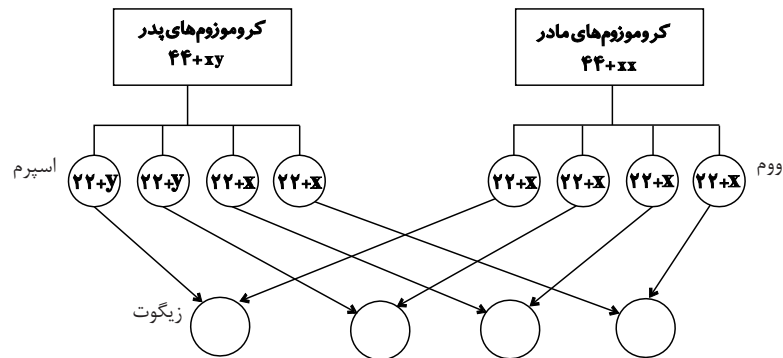 کروموزوم‌های پدر
۴۴+xy
کروموزوم‌های مادر
۴۴+xx
اسپرم
۲۲+y
۲۲+y
۲۲+x
۲۲+x
۲۲+x
۲۲+x
۲۲+x
۲۲+x
ووم
زیگوت